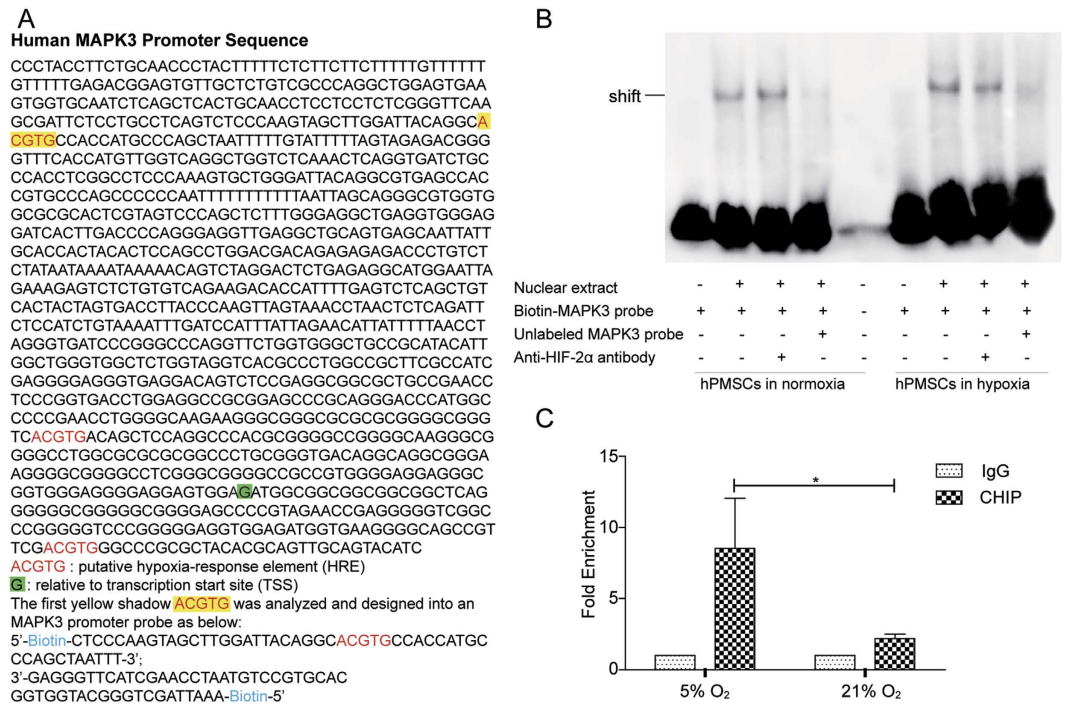 A
Human MAPK3 Promoter Sequence
CCCTACCTTCTGCAACCCTACTTTTTCTCTTCTTCTTTTTGTTTTTT
GTTTTTGAGACGGAGTGTTGCTCTGTCGCCCAGGCTGGAGTGAA
GTGGTGCAATCTCAGCTCACTGCAACCTCCTCCTCTCGGGTTCAA
GCGATTCTCCTGCCTCAGTCTCCCAAGTAGCTTGGATTACAGGCA
CGTGCCACCATGCCCAGCTAATTTTTGTATTTTTAGTAGAGACGGG
GTTTCACCATGTTGGTCAGGCTGGTCTCAAACTCAGGTGATCTGC
CCACCTCGGCCTCCCAAAGTGCTGGGATTACAGGCGTGAGCCAC
CGTGCCCAGCCCCCCAATTTTTTTTTTTAATTAGCAGGGCGTGGTG
GCGCGCACTCGTAGTCCCAGCTCTTTGGGAGGCTGAGGTGGGAG
GATCACTTGACCCCAGGGAGGTTGAGGCTGCAGTGAGCAATTATT
GCACCACTACACTCCAGCCTGGACGACAGAGAGAGACCCTGTCT
CTATAATAAAATAAAAACAGTCTAGGACTCTGAGAGGCATGGAATTA
GAAAGAGTCTCTGTGTCAGAAGACACCATTTTGAGTCTCAGCTGT
CACTACTAGTGACCTTACCCAAGTTAGTAAACCTAACTCTCAGATT
CTCCATCTGTAAAATTTGATCCATTTATTAGAACATTATTTTTAACCT
AGGGTGATCCCGGGCCCAGGTTCTGGTGGGCTGCCGCATACATT
GGCTGGGTGGCTCTGGTAGGTCACGCCCTGGCCGCTTCGCCATC
GAGGGGAGGGTGAGGACAGTCTCCGAGGCGGCGCTGCCGAACC
TCCCGGTGACCTGGAGGCCGCGGAGCCCGCAGGGACCCATGGC
CCCCGAACCTGGGGCAAGAAGGGCGGGCGCGCGCGGGGCGGG
TCACGTGACAGCTCCAGGCCCACGCGGGGCCGGGGCAAGGGCG
GGGCCTGGCGCGCGCGGCCCTGCGGGTGACAGGCAGGCGGGA
AGGGGCGGGGCCTCGGGCGGGGCCGCCGTGGGGAGGAGGGC
GGTGGGAGGGGAGGAGTGGAGATGGCGGCGGCGGCGGCTCAG
GGGGGCGGGGGCGGGGAGCCCCGTAGAACCGAGGGGGTCGGC
CCGGGGGTCCCGGGGGAGGTGGAGATGGTGAAGGGGCAGCCGT
TCGACGTGGGCCCGCGCTACACGCAGTTGCAGTACATC
ACGTG : putative hypoxia-response element (HRE)
G : relative to transcription start site (TSS)
The first yellow shadow ACGTG was analyzed and designed into an
MAPK3 promoter probe as below:
5'-Biotin-CTCCCAAGTAGCTTGGATTACAGGCACGTGCCACCATGC
CCAGCTAATTT-3';
3'-GAGGGTTCATCGAACCTAATGTCCGTGCAC
GGTGGTACGGGTCGATTAAA-Biotin-5'
B
shift
Nuclear extract - + + + - - + + +
Biotin-MAPK3 probe + + + + - + + + +
Unlabeled MAPK3 probe - - - + - - - - +
Anti-HIF-2α antibody - - + - - - - + -
hPMSCs in normoxia hPMSCs in hypoxia
C
Fold Enrichment
15
10
5
0
*
IgG
CHIP
5% O₂ 21% O₂